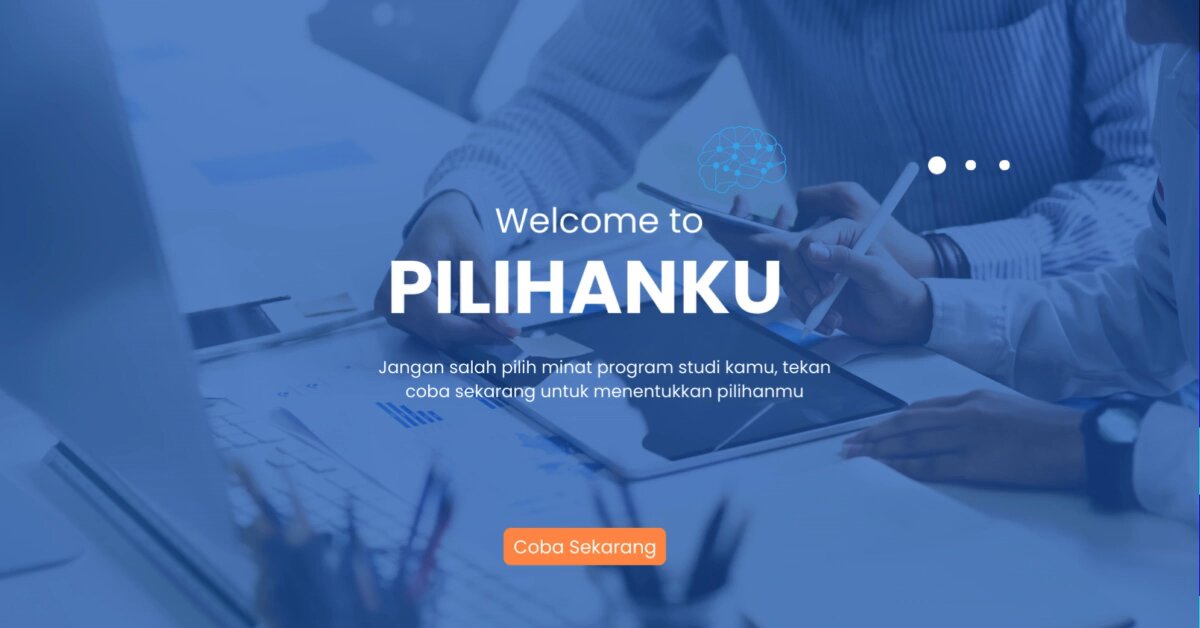 Welcome to
PILIHANKU
Jangan salah pilih minat program studi kamu, tekan
coba sekarang untuk menentukkan pilihanmu
Coba Sekarang